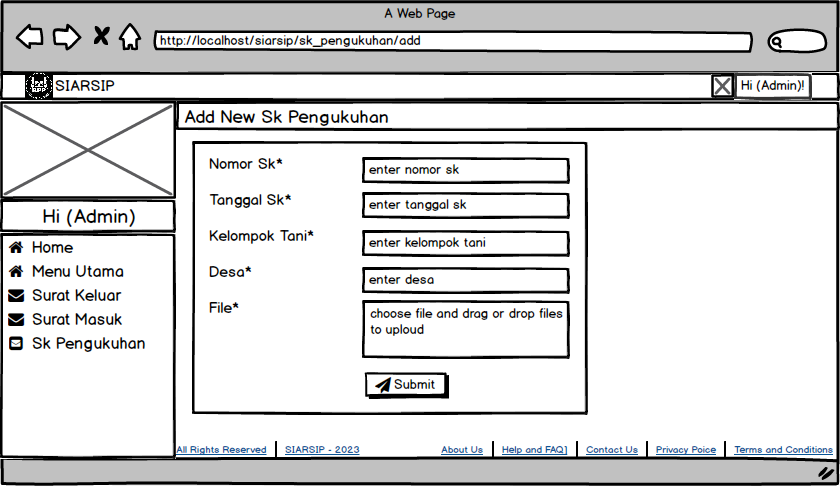 A Web Page
http://localhost/siarsip/sk_pengukuhan/add
SIARSIP
Hi (Admin)!
Add New Sk Pengukuhan
Hi (Admin)
Home
Menu Utama
Surat Keluar
Surat Masuk
Sk Pengukuhan
Nomor Sk*
enter nomor sk
Tanggal Sk*
enter tanggal sk
Kelompok Tani*
enter kelompok tani
Desa*
enter desa
File*
choose file and drag or drop files
to uploud
Submit
All Rights Reserved
SIARSIP - 2023
About Us
Help and FAQ]
Contact Us
Privacy Poice
Terms and Conditions